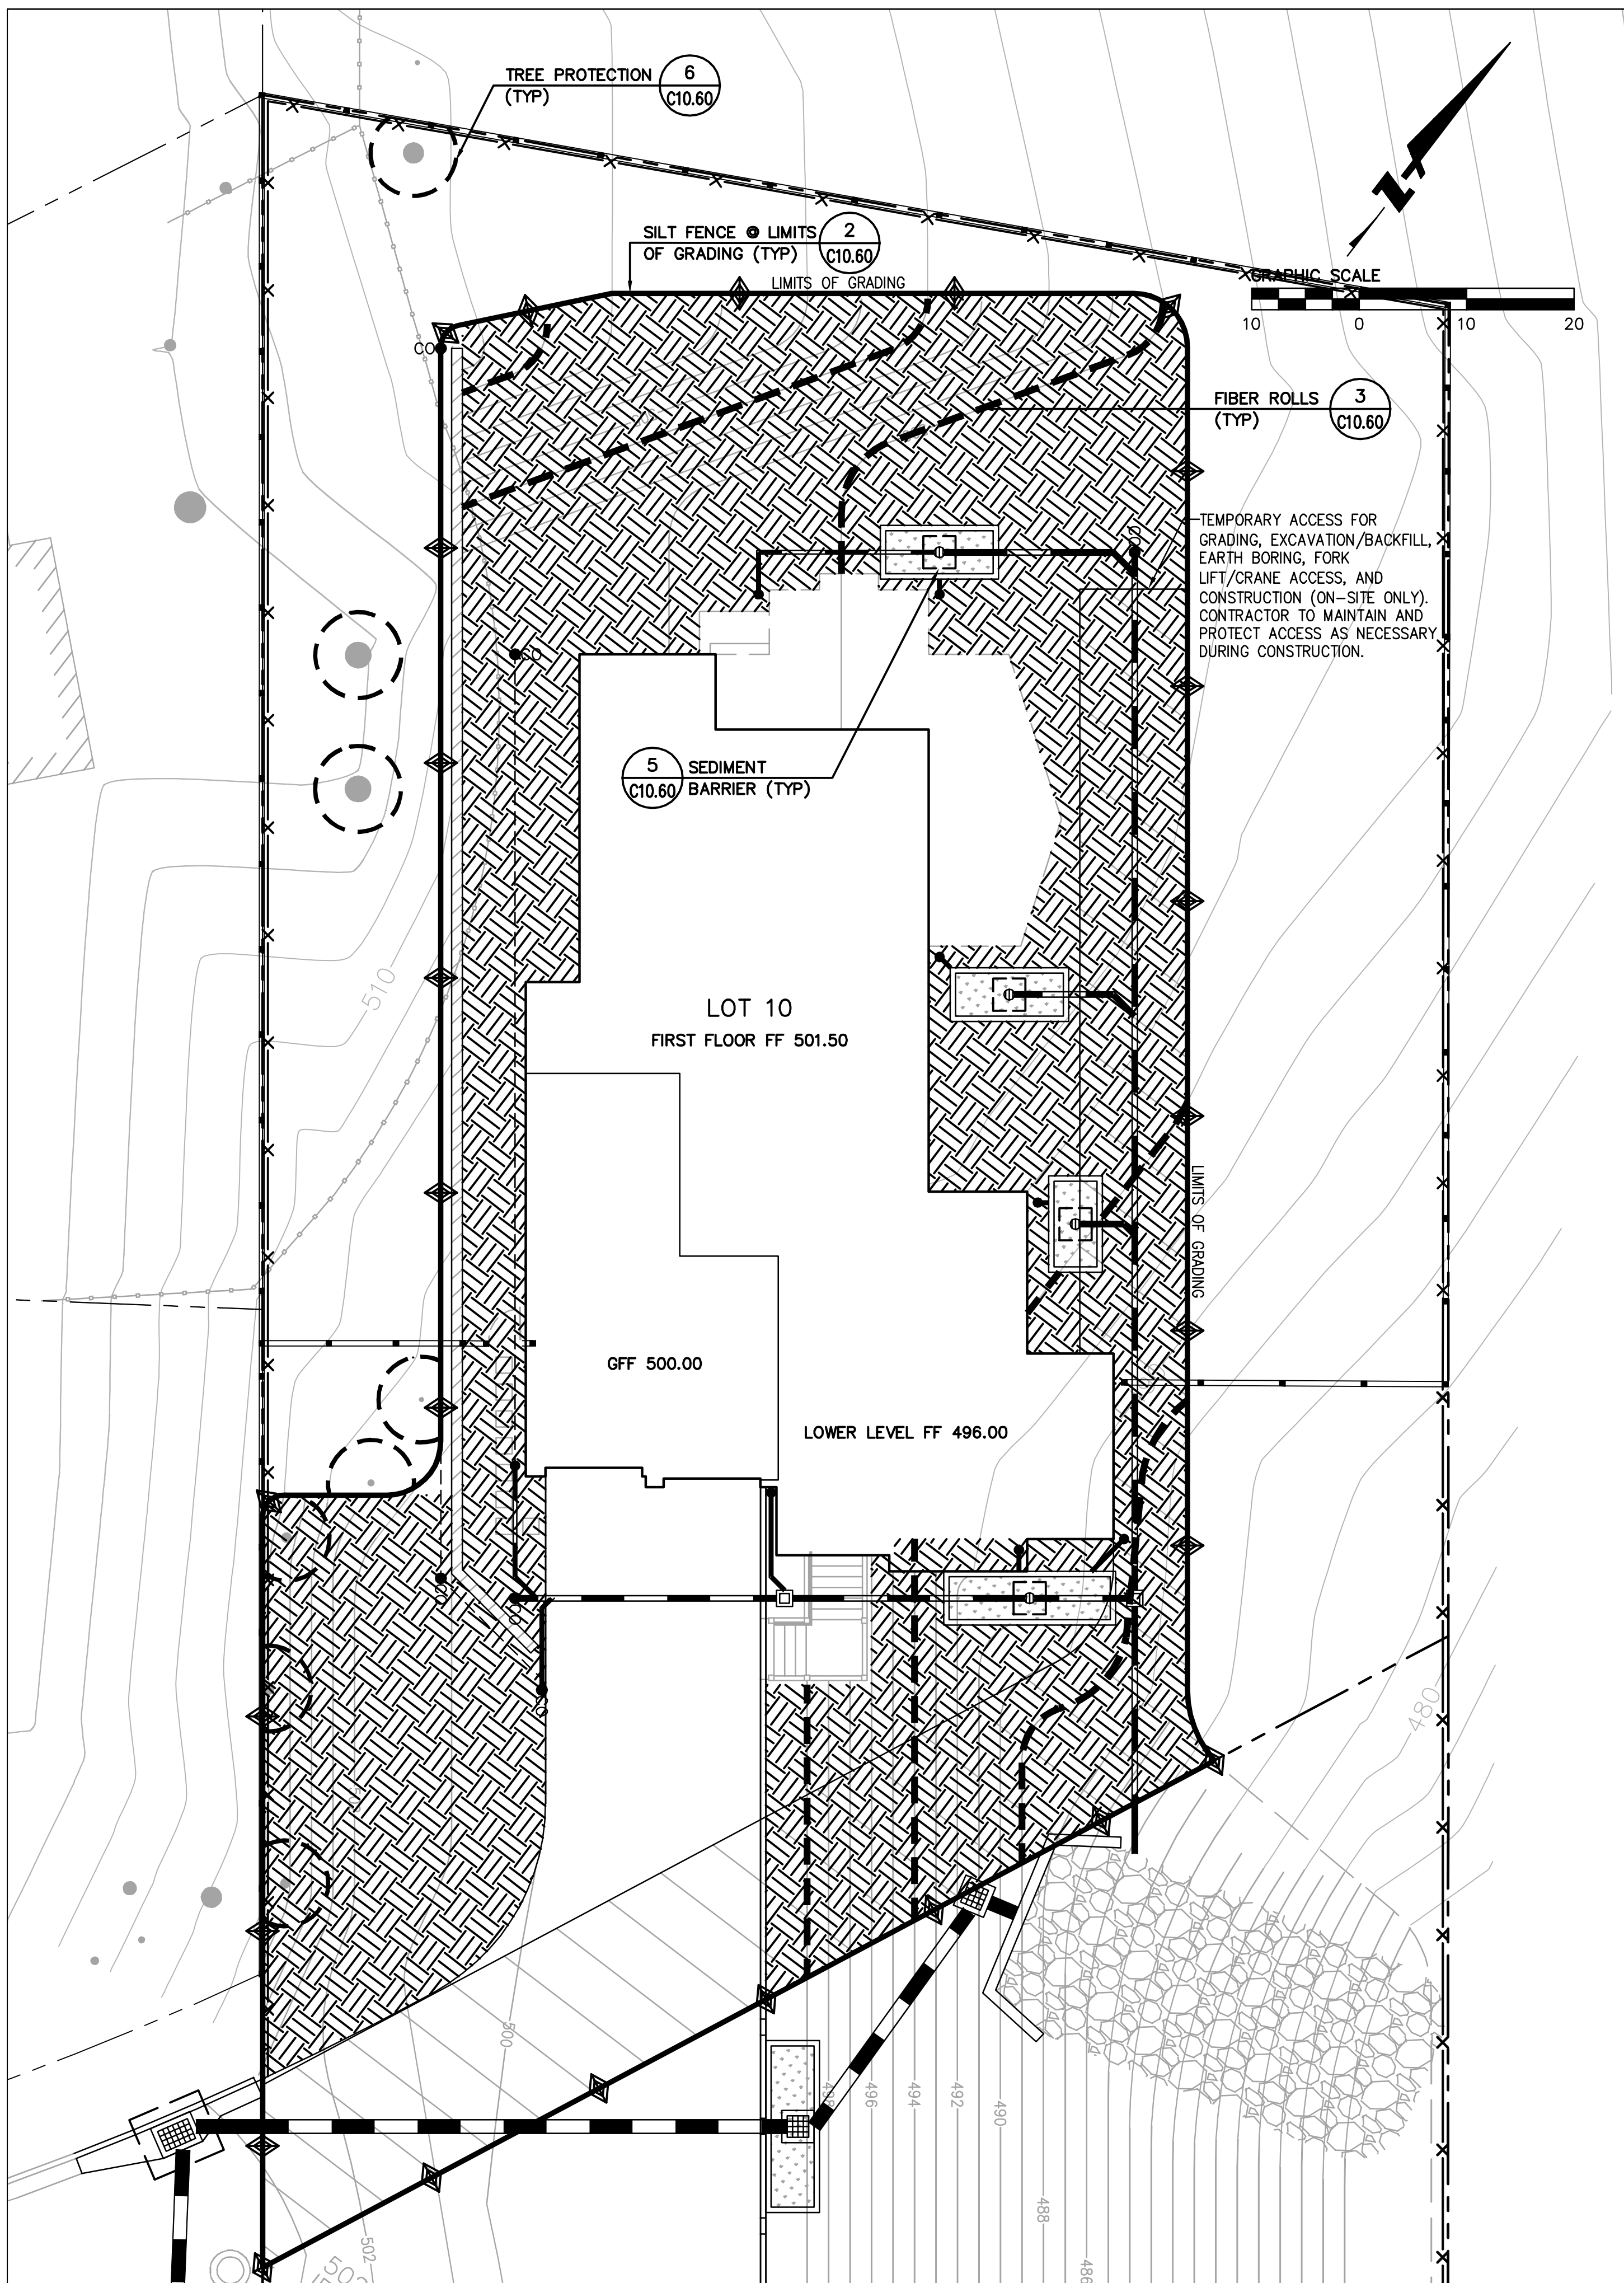 TREE PROTECTION
(TYP)
6
C10.60
N
SILT FENCE @ LIMITS
OF GRADING (TYP)
2
C10.60
LIMITS OF GRADING
GRAPHIC SCALE
10 0 10 20
CO
FIBER ROLLS
(TYP)
3
C10.60
CO
TEMPORARY ACCESS FOR
GRADING, EXCAVATION/BACKFILL,
EARTH BORING, FORK
LIFT/CRANE ACCESS, AND
CONSTRUCTION (ON-SITE ONLY).
CONTRACTOR TO MAINTAIN AND
PROTECT ACCESS AS NECESSARY
DURING CONSTRUCTION.
CO
5
C10.60
SEDIMENT
BARRIER (TYP)
510
LOT 10
FIRST FLOOR FF 501.50
LIMITS OF GRADING
GFF 500.00
LOWER LEVEL FF 496.00
CO
CO
CO
480
500
496
494
492
490
488
486
502